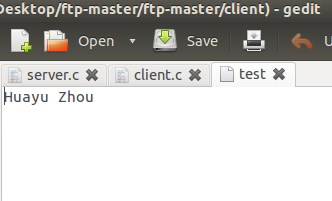 Desktop/ftp-master/ftp-master/client) - gedit
Open Save
server.c client.c test
Huayu Zhou